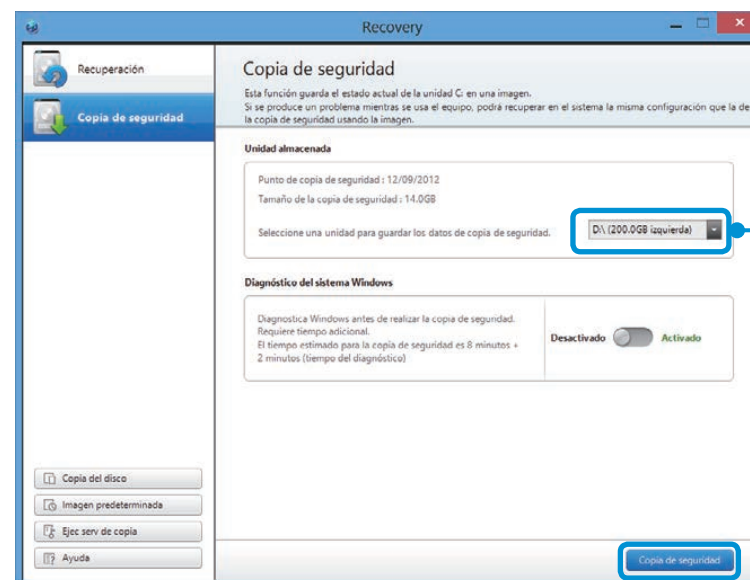 Recovery
Recuperación
Copia de seguridad
Copia de seguridad
Esta función guarda el estado actual de la unidad C: en una imagen.
Si se produce un problema mientras se usa el equipo, podrá recuperar en el sistema la misma configuración que la de
la copia de seguridad usando la imagen.
Unidad almacenada
Punto de copia de seguridad : 12/09/2012
Tamaño de la copia de seguridad : 14.0GB
Seleccione una unidad para guardar los datos de copia de seguridad.
D:\ (200.0GB izquierda)
Diagnóstico del sistema Windows
Diagnostica Windows antes de realizar la copia de seguridad.
Requiere tiempo adicional.
El tiempo estimado para la copia de seguridad es 8 minutos +
2 minutos (tiempo del diagnóstico)
Desactivado
Activado
Copia del disco
Imagen predeterminada
Ejec serv de copia
Ayuda
Copia de seguridad